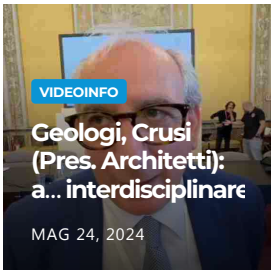 VIDEOINFO
Geologi, Crusi
(Pres. Architetti):
a... interdisciplinare
MAG 24, 2024